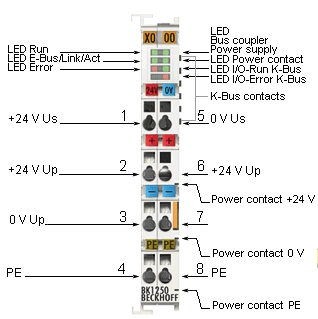 X0 00
LED
Bus coupler
Power supply
LED Run
LED E-Bus/Link/Act
LED Error
LED Power contact
LED I/O-Run K-Bus
LED I/O-Error K-Bus
24V 0V
K-Bus contacts
+24 V Us 1
5 0 V Us
+ +
+24 V Up 2
6 +24 V Up
Power contact +24 V
0 V Up 3
7
PE PE
Power contact 0 V
PE 4
8 PE
BK1250
BECKHOFF
Power contact PE